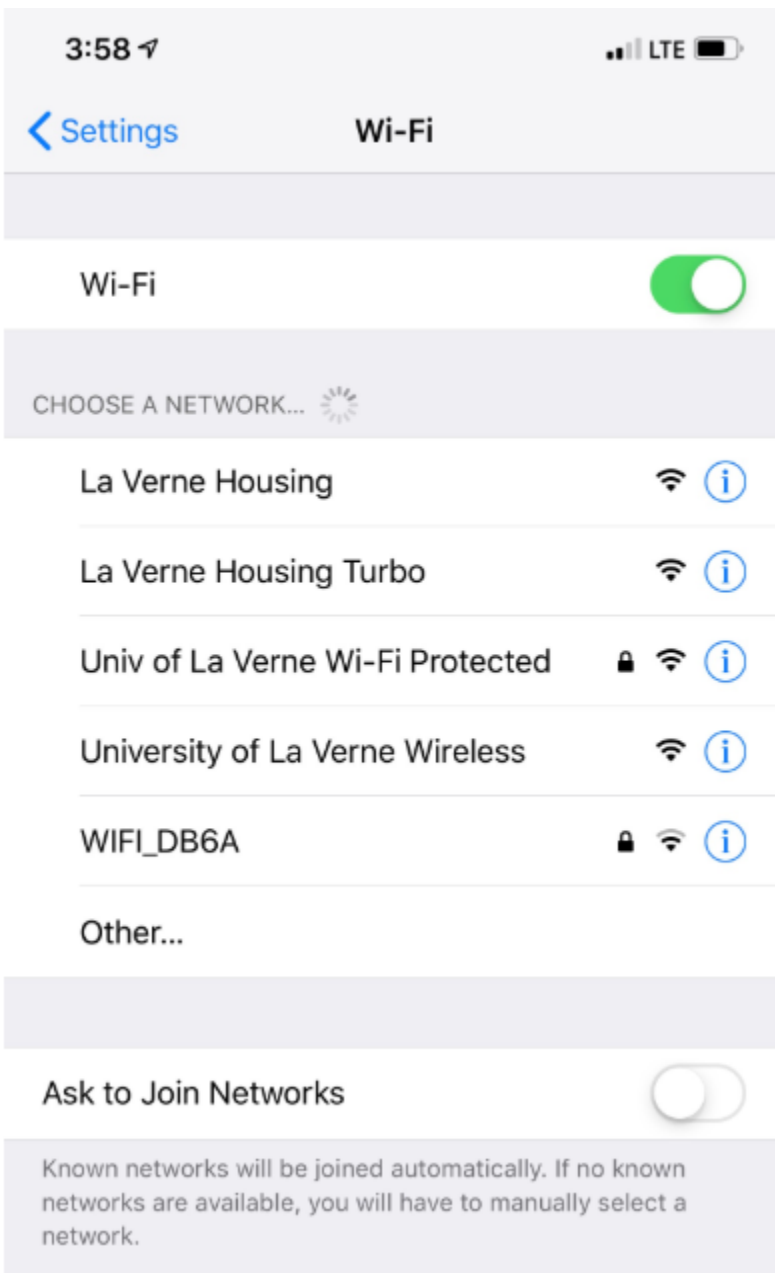 3:58 LTE
Settings Wi-Fi
Wi-Fi
CHOOSE A NETWORK...
La Verne Housing
La Verne Housing Turbo
Univ of La Verne Wi-Fi Protected
University of La Verne Wireless
WIFI_DB6A
Other...
Ask to Join Networks
Known networks will be joined automatically. If no known
networks are available, you will have to manually select a
network.